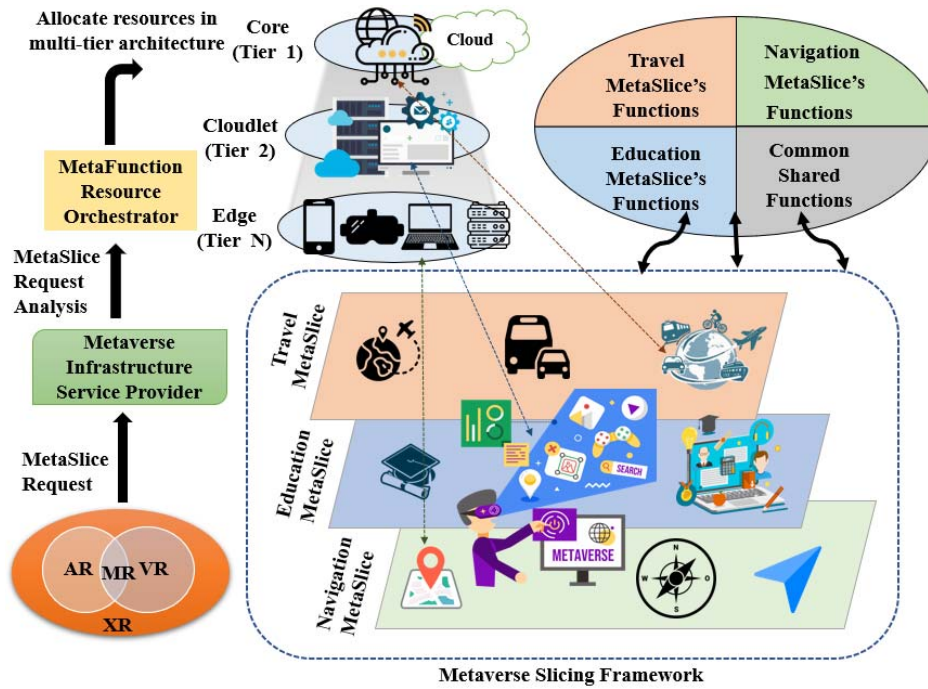 Allocate resources in
multi-tier architecture
Core
(Tier 1)
Cloud
Cloudlet
(Tier 2)
Edge
(Tier N)
MetaFunction
Resource
Orchestrator
MetaSlice
Request
Analysis
Metaverse
Infrastructure
Service Provider
MetaSlice
Request
AR
MR
VR
XR
Travel
MetaSlice's
Functions
Navigation
MetaSlice's
Functions
Education
MetaSlice's
Functions
Common
Shared
Functions
Travel
MetaSlice
Education
MetaSlice
SEARCH
Navigation
MetaSlice
METAVERSE
N
W
O
S
Metaverse Slicing Framework